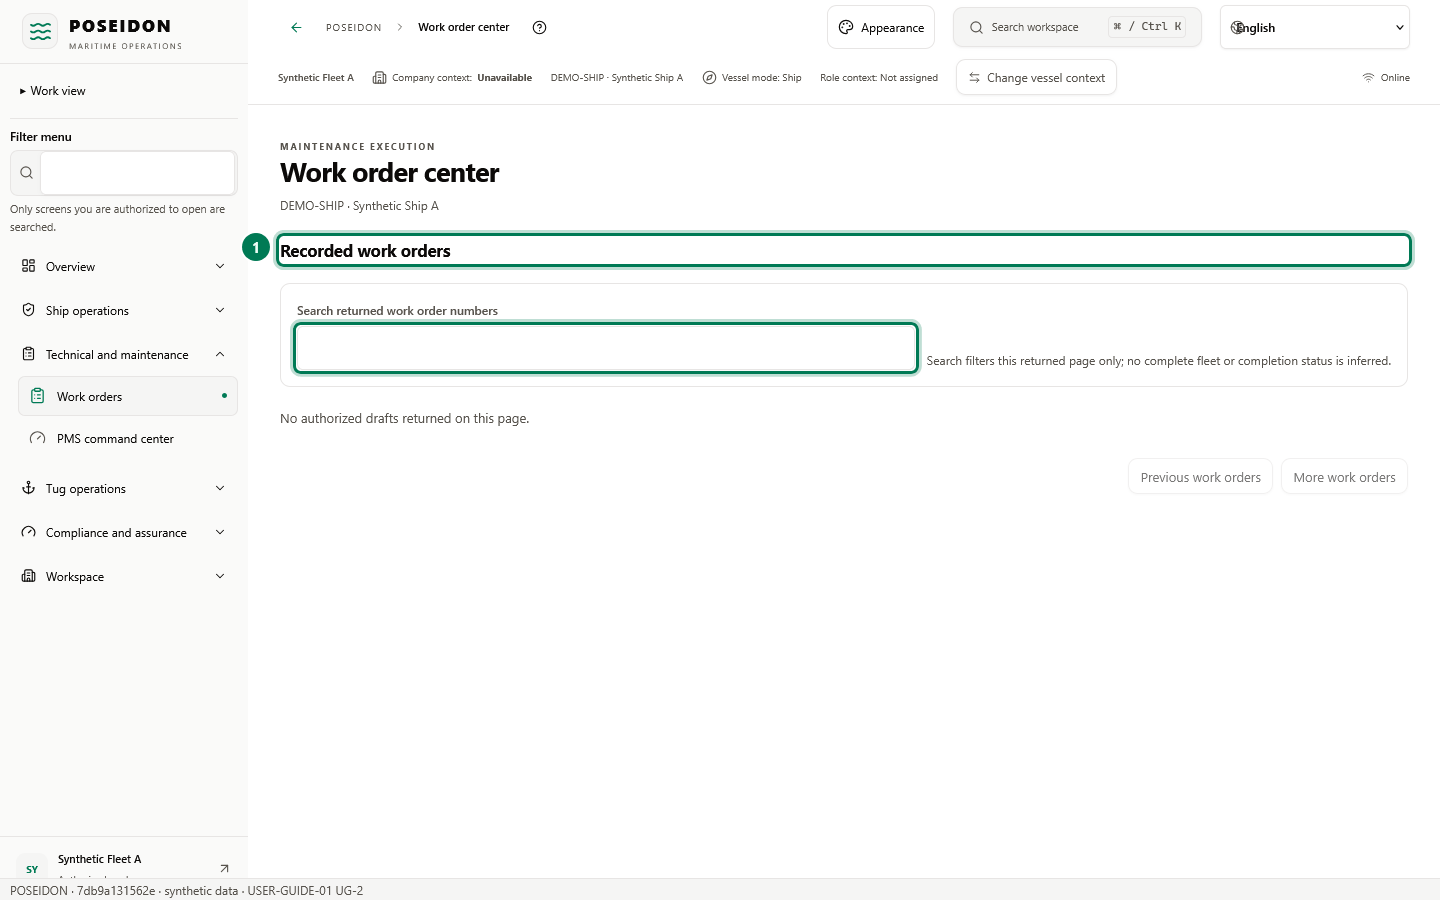 POSEIDON
MARITIME OPERATIONS
Work view
Filter menu
Only screens you are authorized to open are
searched.
Overview
Ship operations
Technical and maintenance
Work orders
PMS command center
Tug operations
Compliance and assurance
Workspace
SY
Synthetic Fleet A
POSEIDON
Work order center
Appearance
Search workspace
⌘ / Ctrl K
English
Synthetic Fleet A
Company context: Unavailable
DEMO-SHIP · Synthetic Ship A
Vessel mode: Ship
Role context: Not assigned
Change vessel context
Online
MAINTENANCE EXECUTION
Work order center
DEMO-SHIP · Synthetic Ship A
1
Recorded work orders
Search returned work order numbers
Search filters this returned page only; no complete fleet or completion status is inferred.
No authorized drafts returned on this page.
Previous work orders
More work orders
POSEIDON · 7db9a131562e · synthetic data · USER-GUIDE-01 UG-2